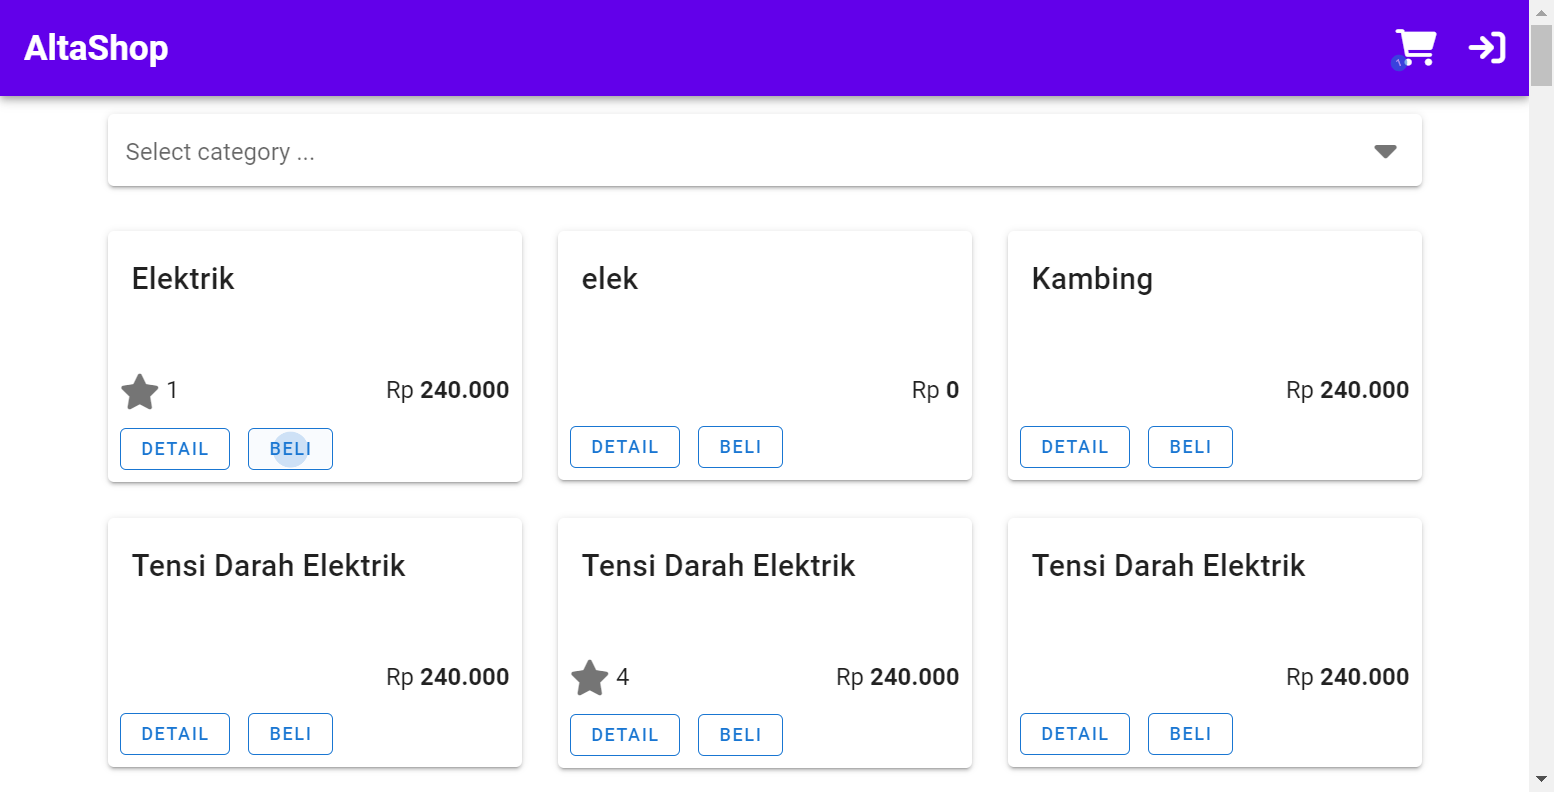 AltaShop
Select category ...
Elektrik
1
Rp 240.000
DETAIL
BELI
elek
Rp 0
DETAIL
BELI
Kambing
Rp 240.000
DETAIL
BELI
Tensi Darah Elektrik
Rp 240.000
DETAIL
BELI
Tensi Darah Elektrik
4
Rp 240.000
DETAIL
BELI
Tensi Darah Elektrik
Rp 240.000
DETAIL
BELI